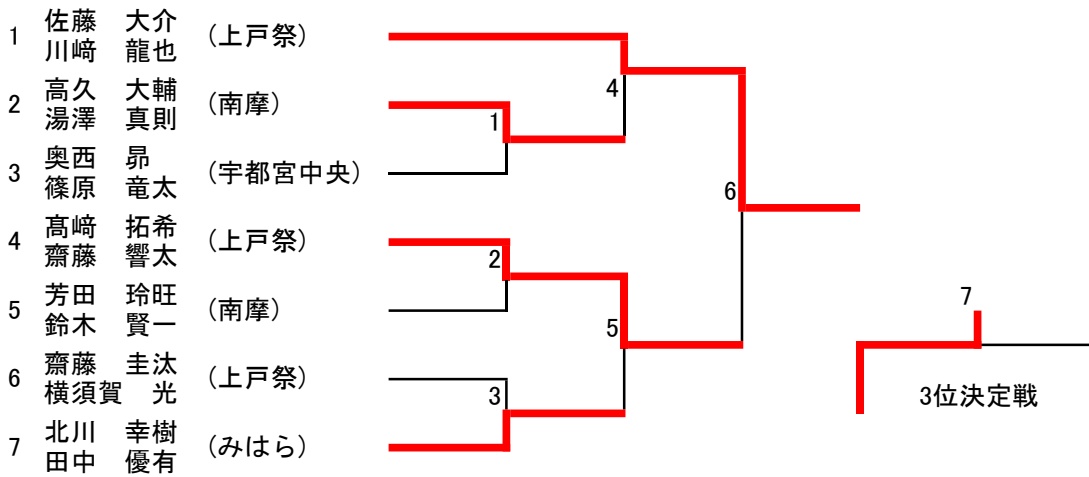 1 佐藤　大介 (上戸祭)
川﨑　龍也
2 高久　大輔 (南摩)
湯澤　真則
3 奥西　昴 (宇都宮中央)
篠原　竜太
4 髙﨑　拓希 (上戸祭)
齋藤　響太
5 芳田　玲旺 (南摩)
鈴木　賢一
6 齋藤　圭汰 (上戸祭)
横須賀　光
7 北川　幸樹 (みはら)
田中　優有
1
2
3
4
5
6
7
3位決定戦